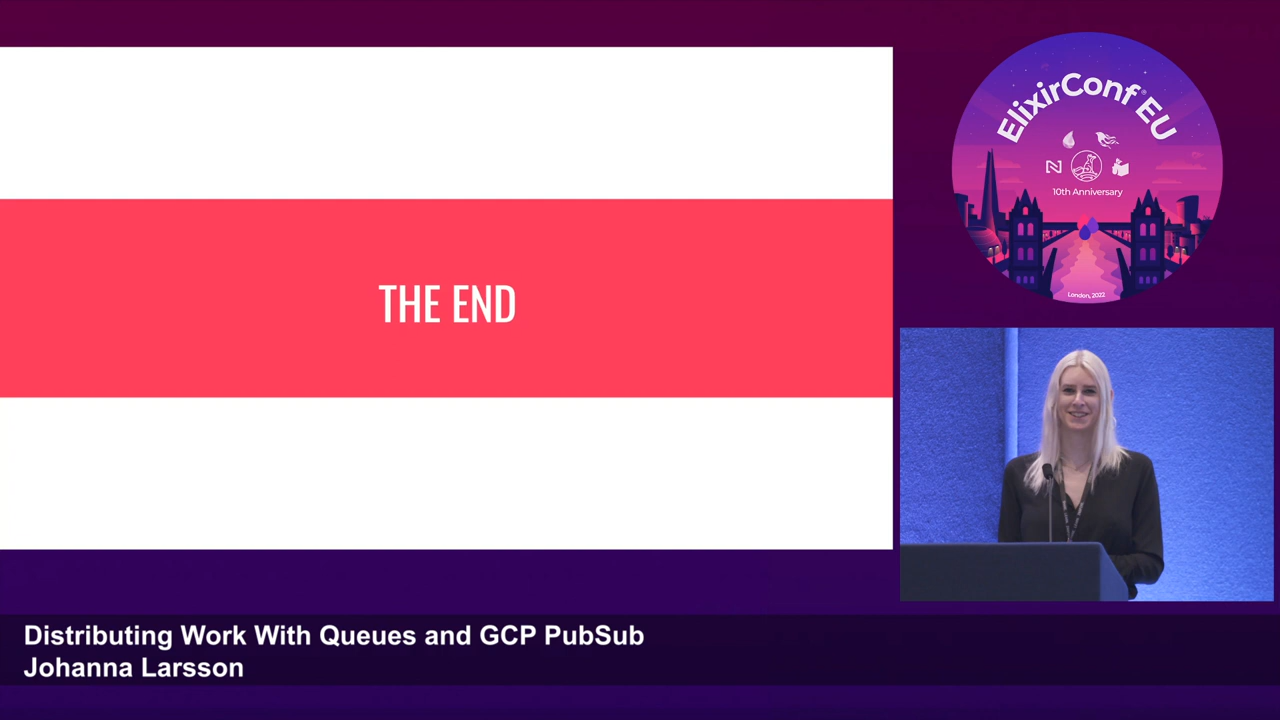 THE END
ElixirConf® EU
10th Anniversary
London, 2022
Distributing Work With Queues and GCP PubSub
Johanna Larsson